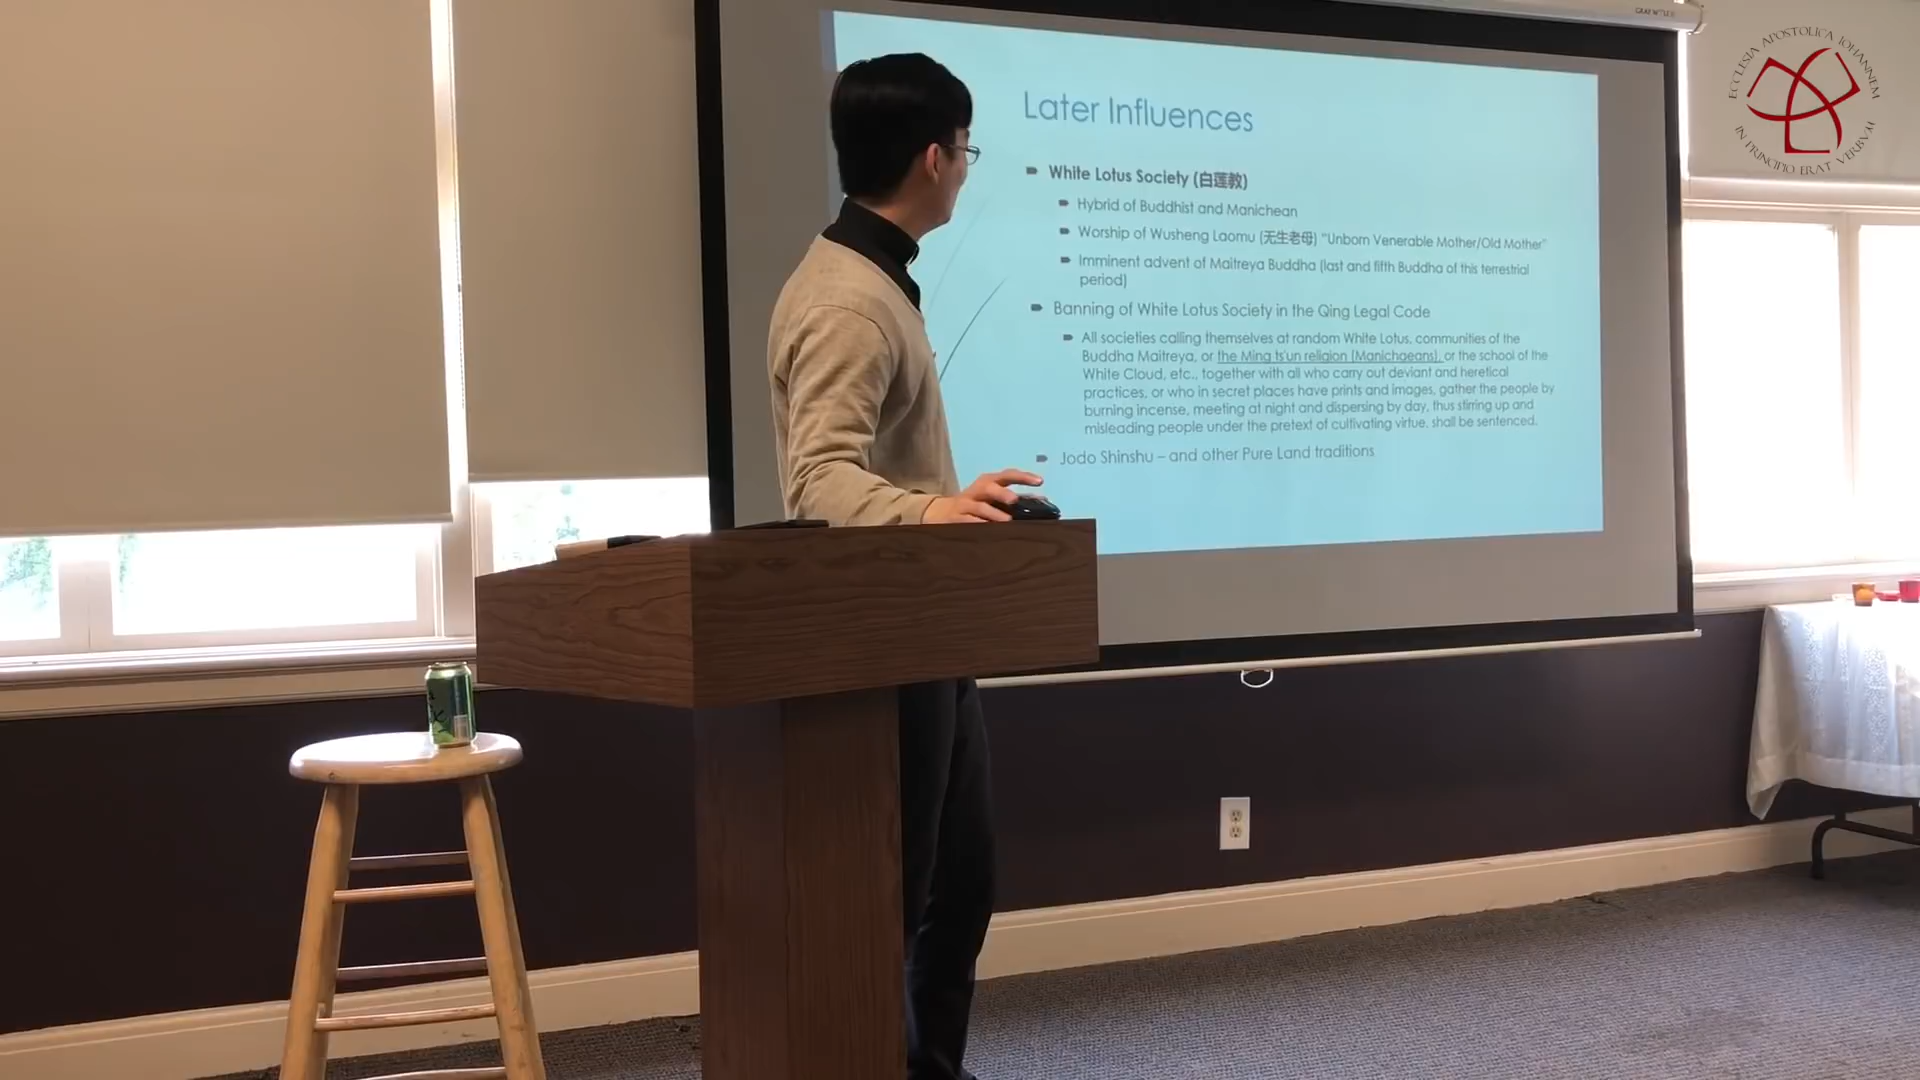 Later Influences
White Lotus Society (白莲教)
Hybrid of Buddhist and Manichean
Worship of Wusheng Laomu (无生老母) "Unborn Venerable Mother/Old Mother"
Imminent advent of Maitreya Buddha (last and fifth Buddha of this terrestrial
period)
Banning of White Lotus Society in the Qing Legal Code
All societies calling themselves at random White Lotus, communities of the
Buddha Maitreya, or the Ming ts'un religion (Manichaeans), or the school of the
White Cloud, etc., together with all who carry out deviant and heretical
practices, or who in secret places have prints and images, gather the people by
burning incense, meeting at night and dispersing by day, thus stirring up and
misleading people under the pretext of cultivating virtue, shall be sentenced.
Jodo Shinshu – and other Pure Land traditions
ECCLESIA APOSTOLICA IOHANNEM
IN PRINCIPIO ERAT VERBVM